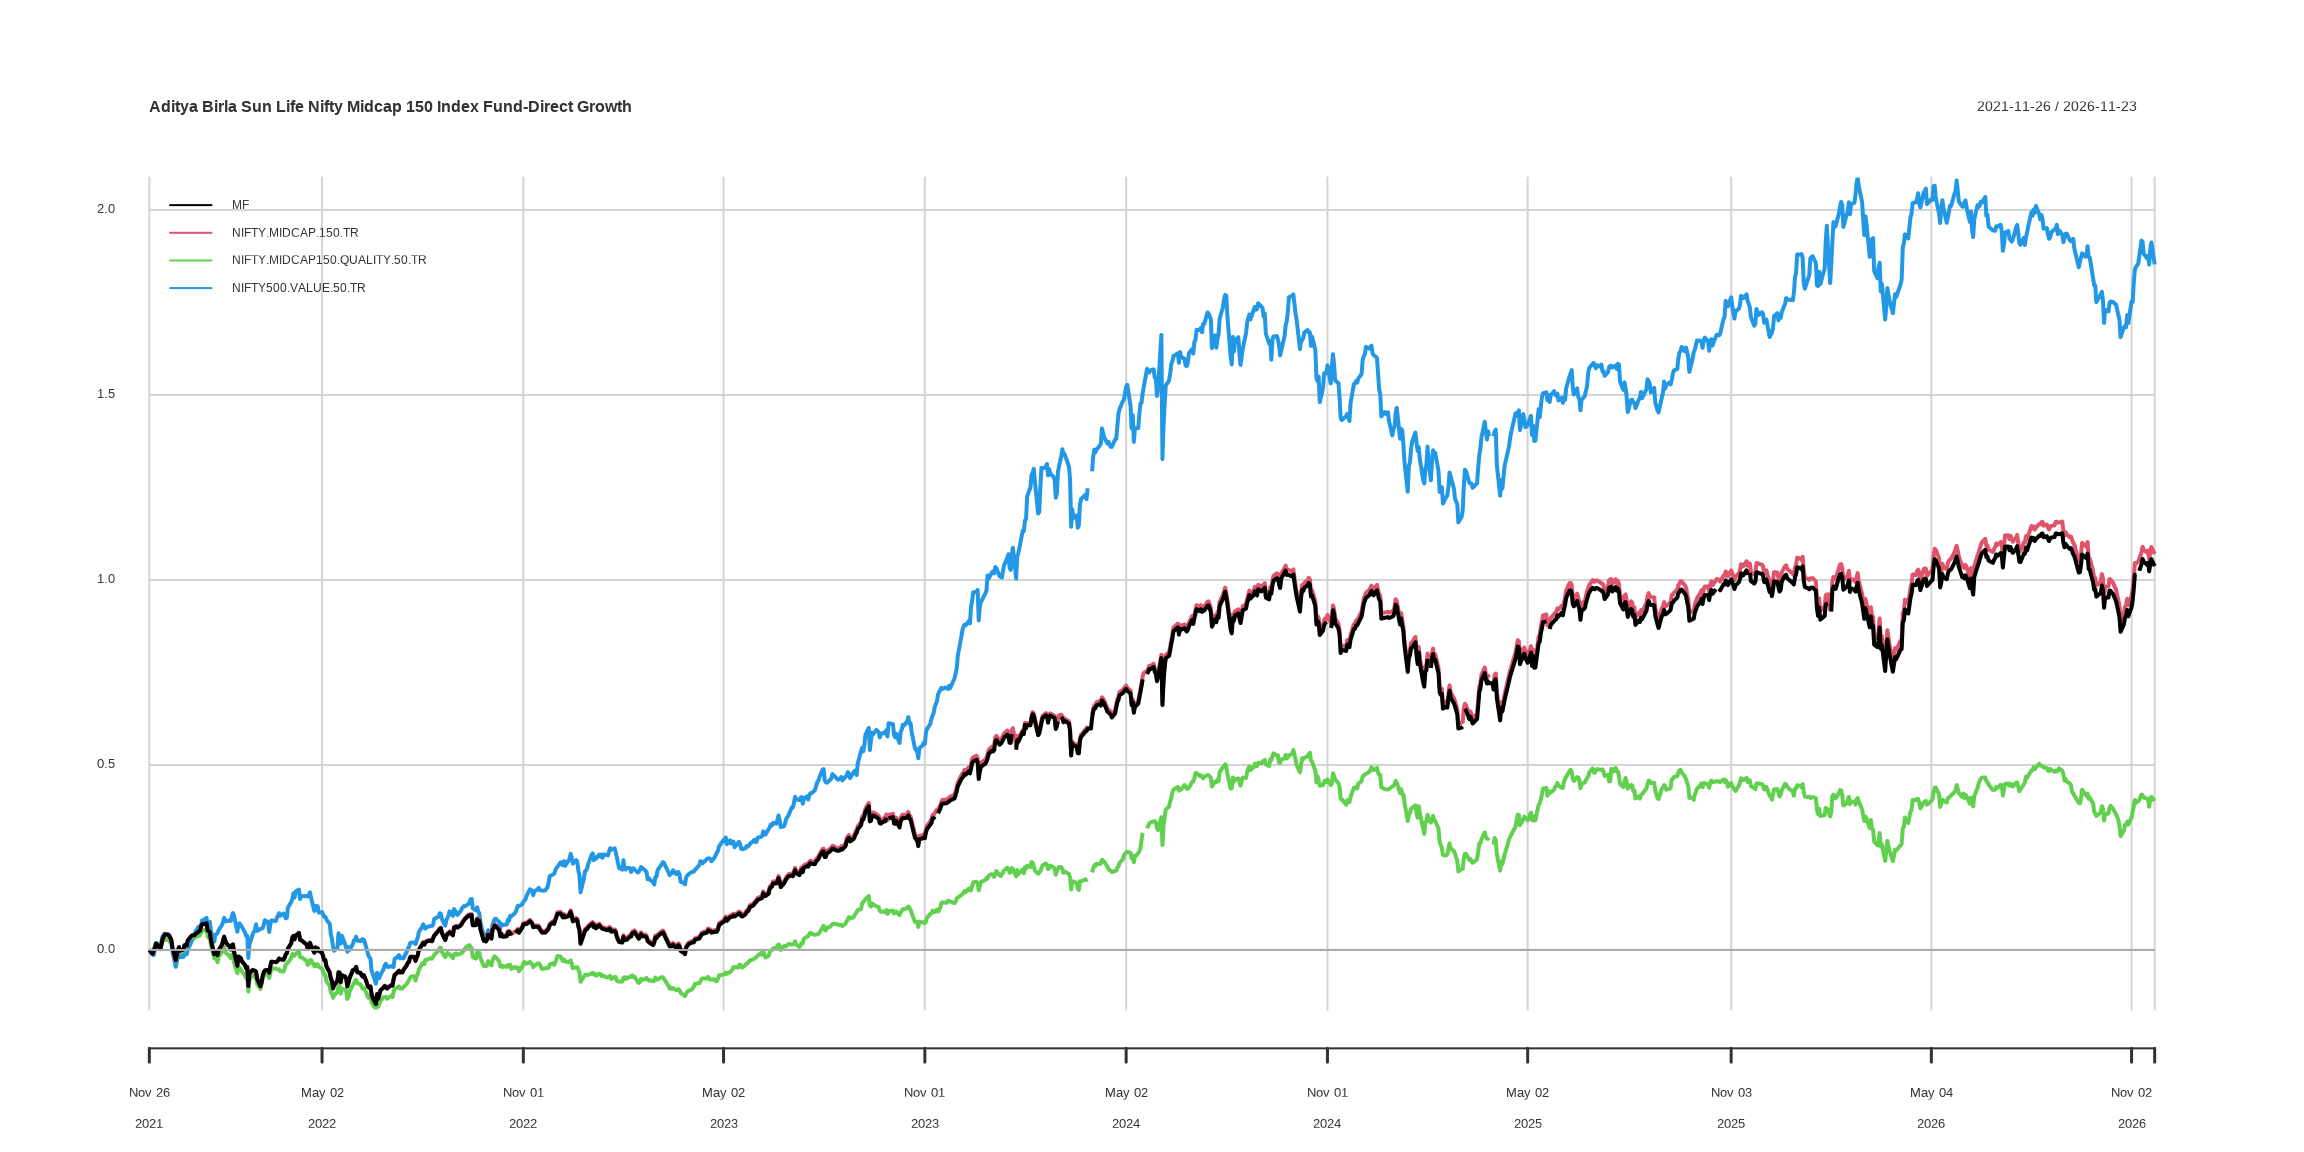 Aditya Birla Sun Life Nifty Midcap 150 Index Fund-Direct Growth
2021-11-26 / 2026-11-23
MF
NIFTY.MIDCAP.150.TR
NIFTY.MIDCAP150.QUALITY.50.TR
NIFTY500.VALUE.50.TR
2.0
1.5
1.0
0.5
0.0
Nov 26 May 02 Nov 01 May 02 Nov 01 May 02 Nov 01 May 02 Nov 03 May 04 Nov 02
2021 2022 2022 2023 2023 2024 2024 2025 2025 2026 2026